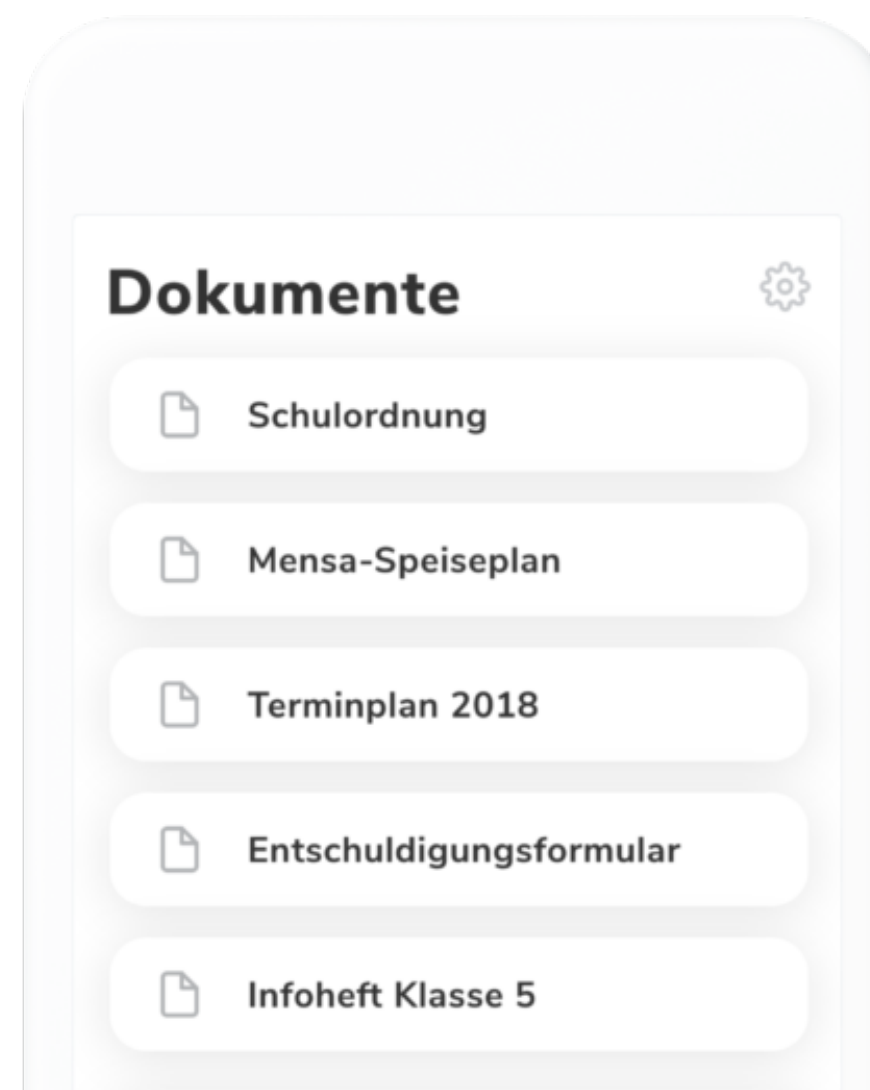 Dokumente
Schulordnung
Mensa-Speiseplan
Terminplan 2018
Entschuldigungsformular
Infoheft Klasse 5